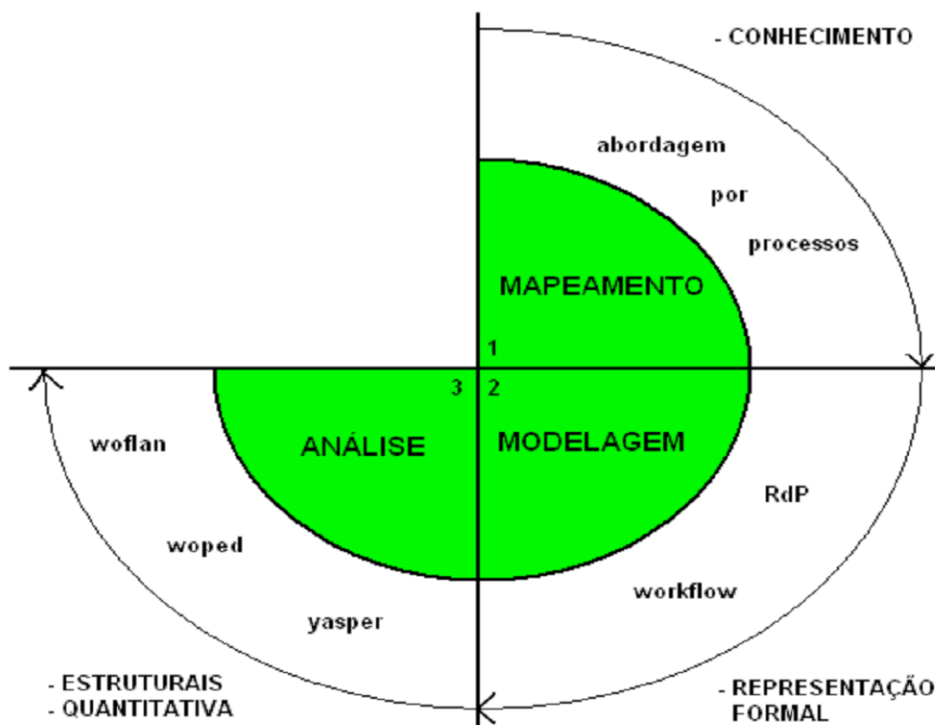 - CONHECIMENTO
abordagem
por
processos
MAPEAMENTO
1
3 2
ANÁLISE
MODELAGEM
woflan
RdP
woped
workflow
yasper
- ESTRUTURAIS
- QUANTITATIVA
- REPRESENTAÇÃO
FORMAL